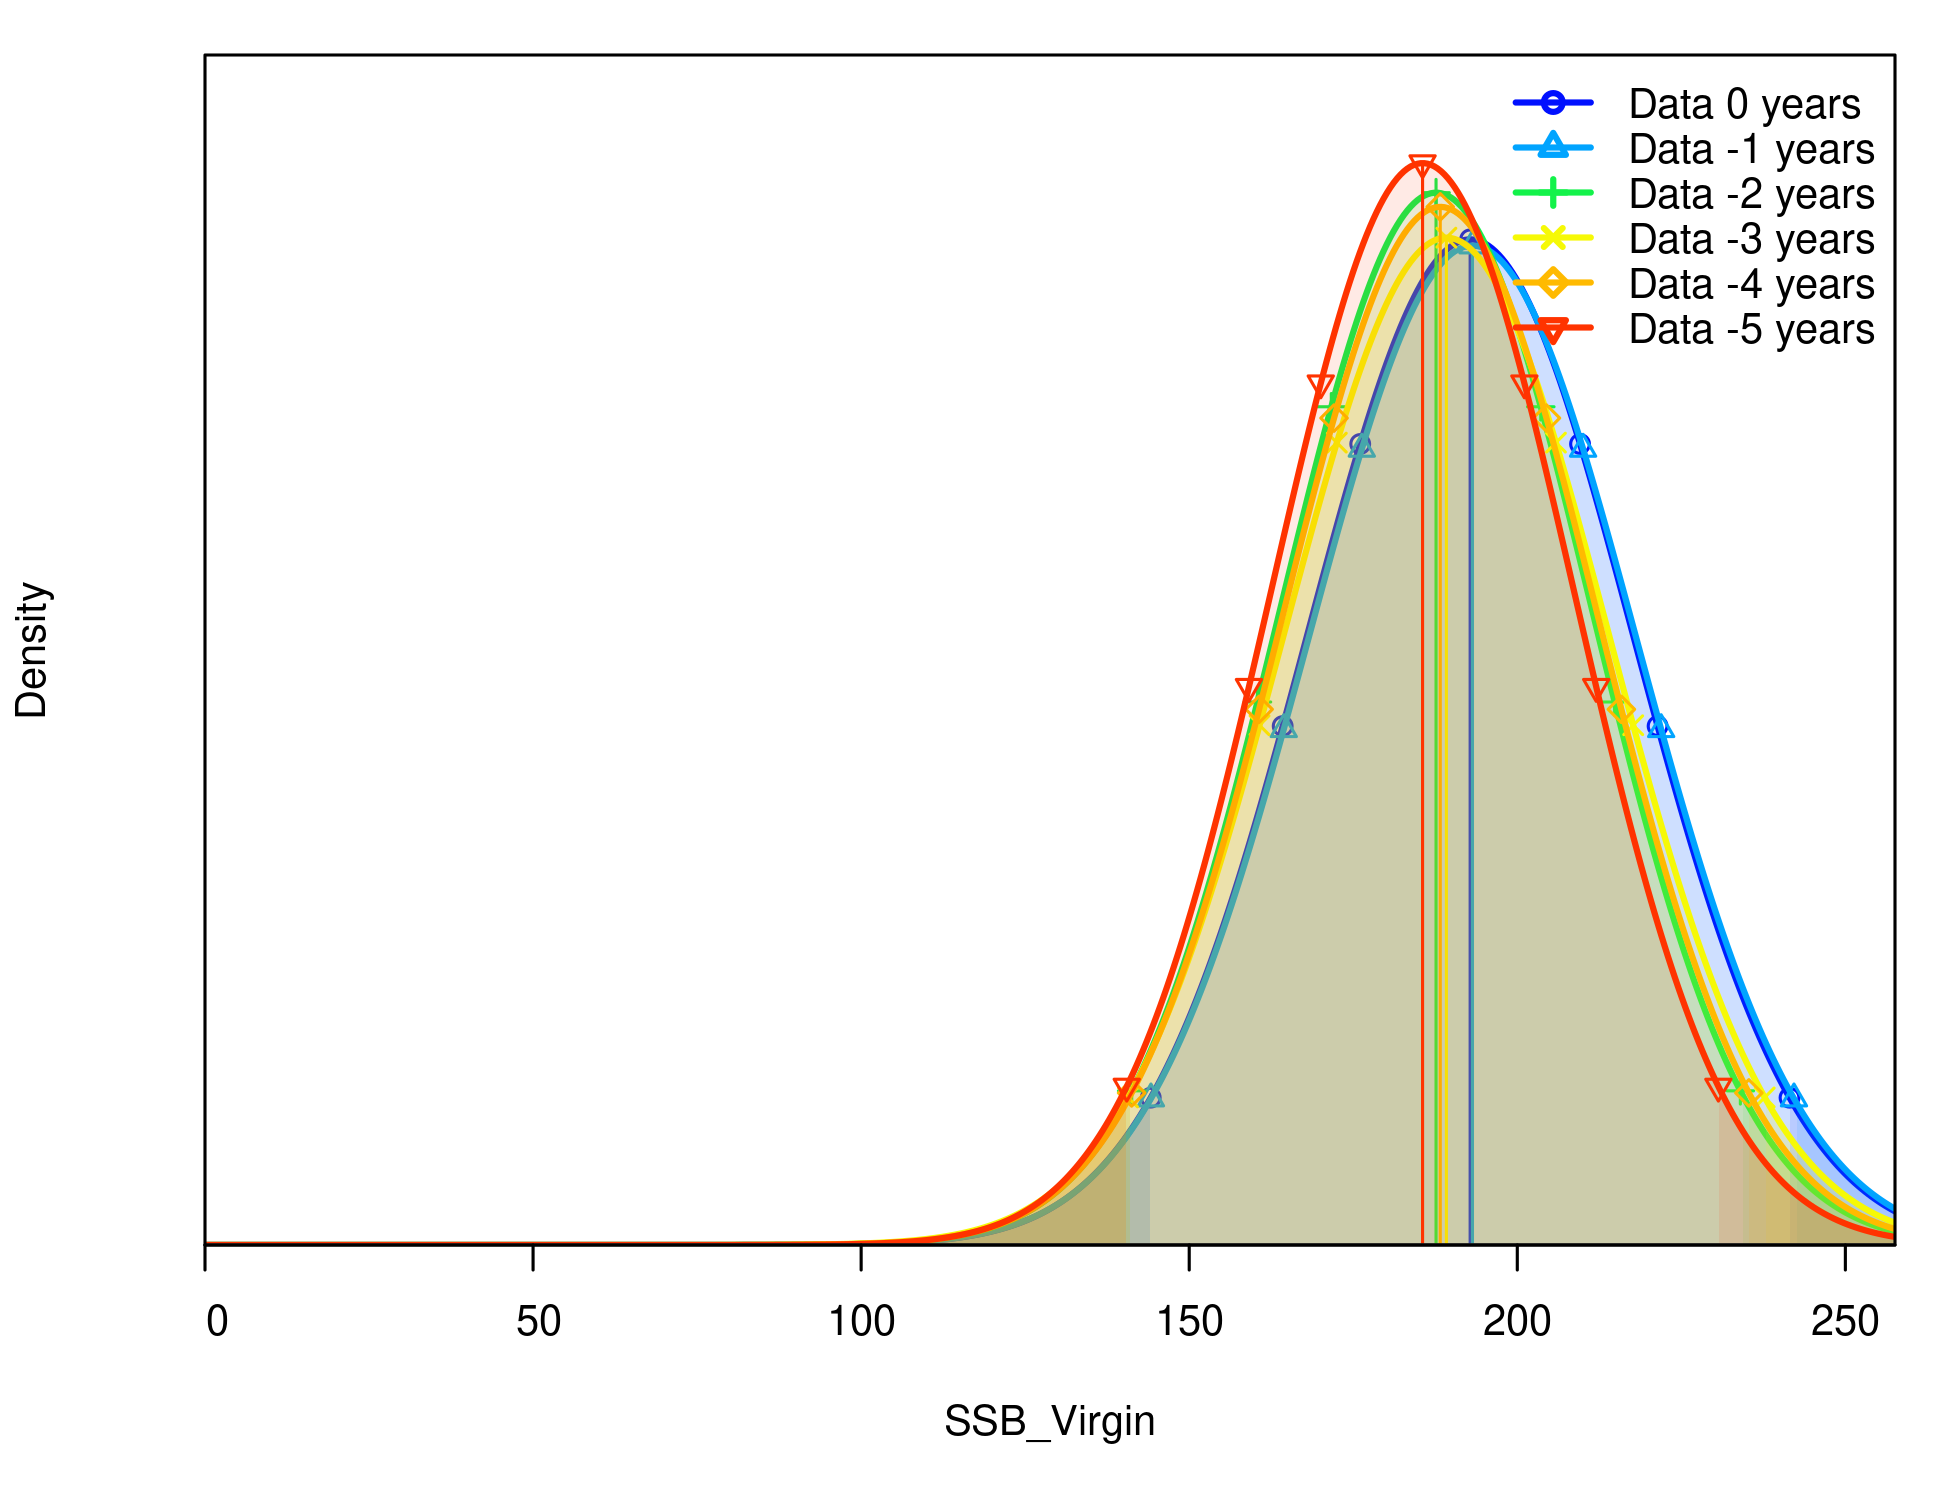 Data 0 years
Data -1 years
Data -2 years
Data -3 years
Data -4 years
Data -5 years
Density
0 50 100 150 200 250
SSB_Virgin